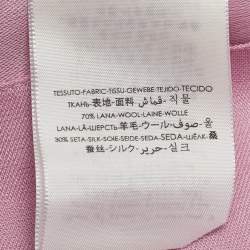 TESSUTO-FABRIC-TISSU-GEWEBE-TEJIDO-TECIDO
ТКАНЬ-表地-面料-قماش-직물
70% LANA-WOOL-LAINE-WOLLE
LANA-LÃ-ШЕРСТЬ-羊毛-ウール-صوف-울
30% SETA-SILK-SOIE-SEIDE-SEDA-SEDA-ШЁЛК
蚕丝-シルク-حرير-실크